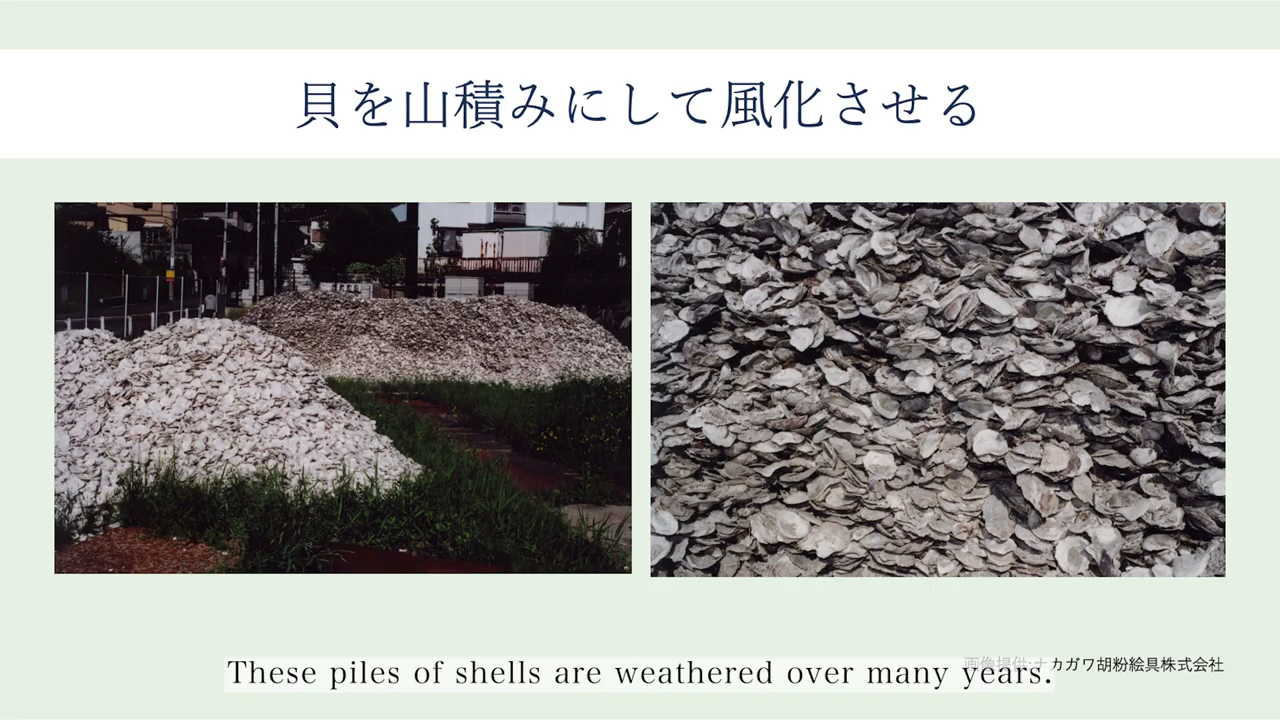 貝を山積みにして風化させる
画像提供:ナカガワ胡粉絵具株式会社
These piles of shells are weathered over many years.